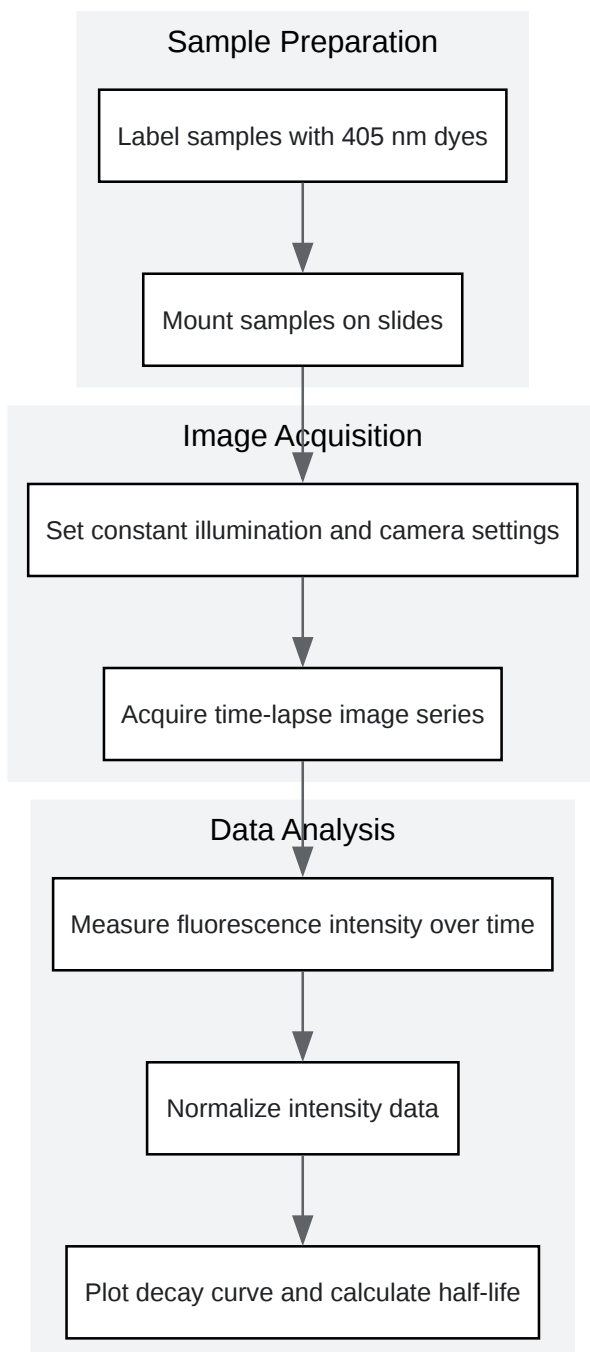 Sample Preparation
Label samples with 405 nm dyes
Mount samples on slides
Image Acquisition
Set constant illumination and camera settings
Acquire time-lapse image series
Data Analysis
Measure fluorescence intensity over time
Normalize intensity data
Plot decay curve and calculate half-life